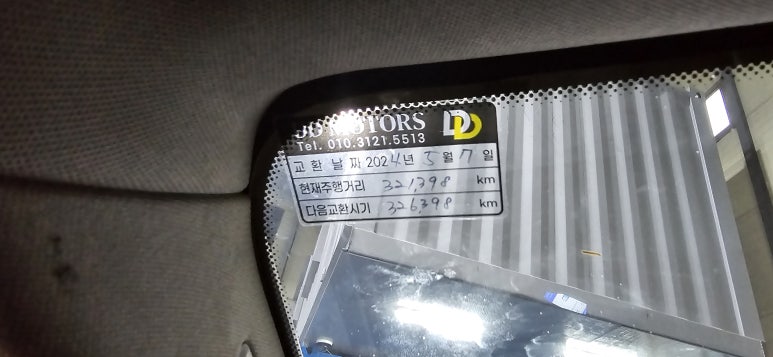 DD MOTORS DD
Tel. 010.3121.5513
교 환 날 짜 2024년 5월 7일
현재주행거리 321,398 km
다음교환시기 326,398 km